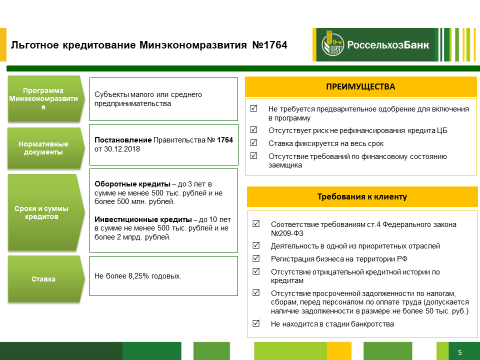 Льготное кредитование Минэкономразвития №1764
РоссельхозБанк
Программа
Минэкономразвити
я
Субъекты малого или среднего
предпринимательства
Нормативные
документы
Постановление Правительства № 1764
от 30.12.2018
Сроки и суммы
кредитов
Оборотные кредиты – до 3 лет в
сумме не менее 500 тыс. рублей и не
более 500 млн. рублей.
Инвестиционные кредиты – до 10 лет
в сумме не менее 500 тыс. рублей и не
более 2 млрд. рублей.
Ставка
Не более 8,25% годовых.
ПРЕИМУЩЕСТВА
Не требуется предварительное одобрение для включения
в программу
Отсутствует риск не рефинансирования кредита ЦБ
Ставка фиксируется на весь срок
Отсутствие требований по финансовому состоянию
заемщика
Требования к клиенту
Соответствие требованиям ст.4 Федерального закона
№209-ФЗ
Деятельность в одной из приоритетных отраслей
Регистрация бизнеса на территории РФ
Отсутствие отрицательной кредитной истории по
кредитам
Отсутствие просроченной задолженности по налогам,
сборам, перед персоналом по оплате труда (допускается
наличие задолженности в размере не более 50 тыс. руб.)
Не находится в стадии банкротства
5